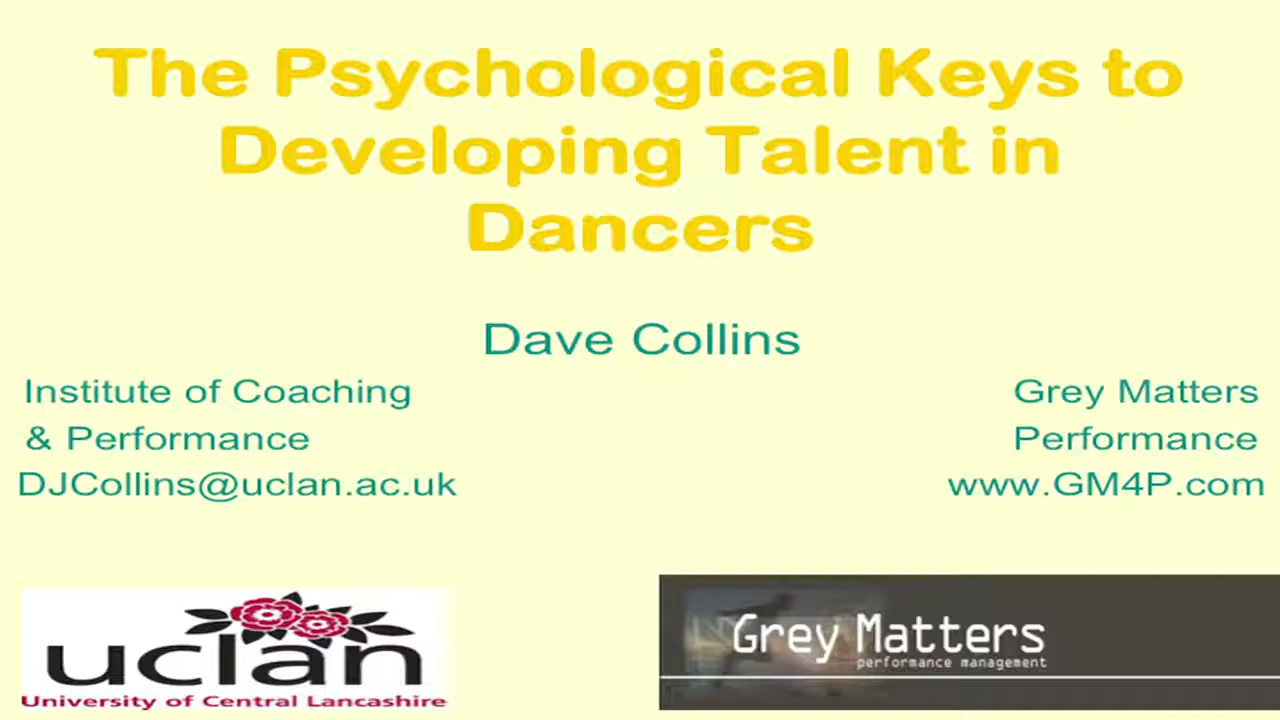 The Psychological Keys to
Developing Talent in
Dancers
Dave Collins
Institute of Coaching
& Performance
DJCollins@uclan.ac.uk
Grey Matters
Performance
www.GM4P.com
uclan
University of Central Lancashire
Grey Matters
performance management